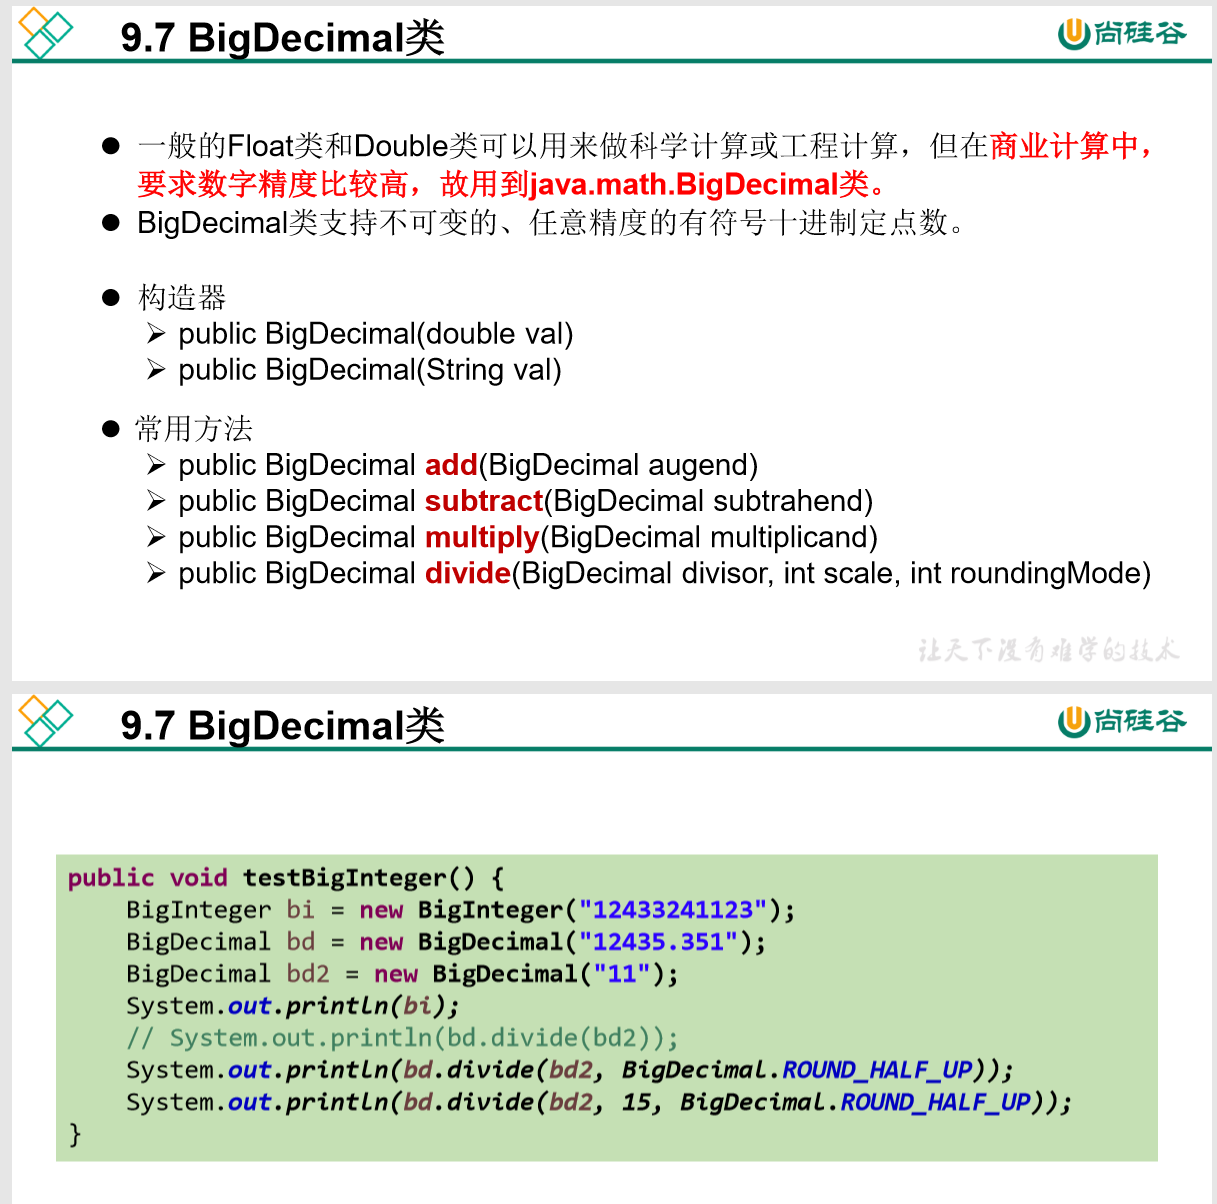 9.7 BigDecimal类
尚硅谷
● 一般的Float类和Double类可以用来做科学计算或工程计算，但在商业计算中，
要求数字精度比较高，故用到java.math.BigDecimal类。
● BigDecimal类支持不可变的、任意精度的有符号十进制定点数。
● 构造器
➢ public BigDecimal(double val)
➢ public BigDecimal(String val)
● 常用方法
➢ public BigDecimal add(BigDecimal augend)
➢ public BigDecimal subtract(BigDecimal subtrahend)
➢ public BigDecimal multiply(BigDecimal multiplicand)
➢ public BigDecimal divide(BigDecimal divisor, int scale, int roundingMode)
让天下没有难学的技术
9.7 BigDecimal类
尚硅谷
public void testBigInteger() {
    BigInteger bi = new BigInteger("12433241123");
    BigDecimal bd = new BigDecimal("12435.351");
    BigDecimal bd2 = new BigDecimal("11");
    System.out.println(bi);
    // System.out.println(bd.divide(bd2));
    System.out.println(bd.divide(bd2, BigDecimal.ROUND_HALF_UP));
    System.out.println(bd.divide(bd2, 15, BigDecimal.ROUND_HALF_UP));
}